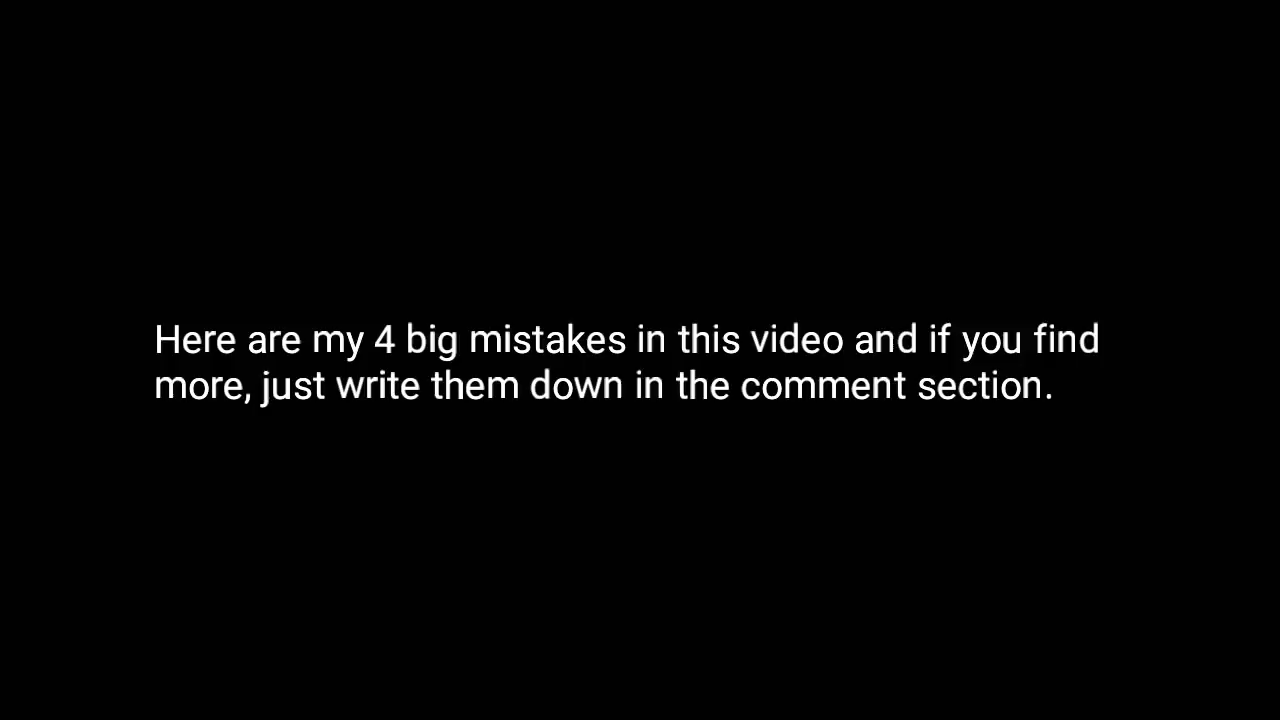 Here are my 4 big mistakes in this video and if you find
more, just write them down in the comment section.